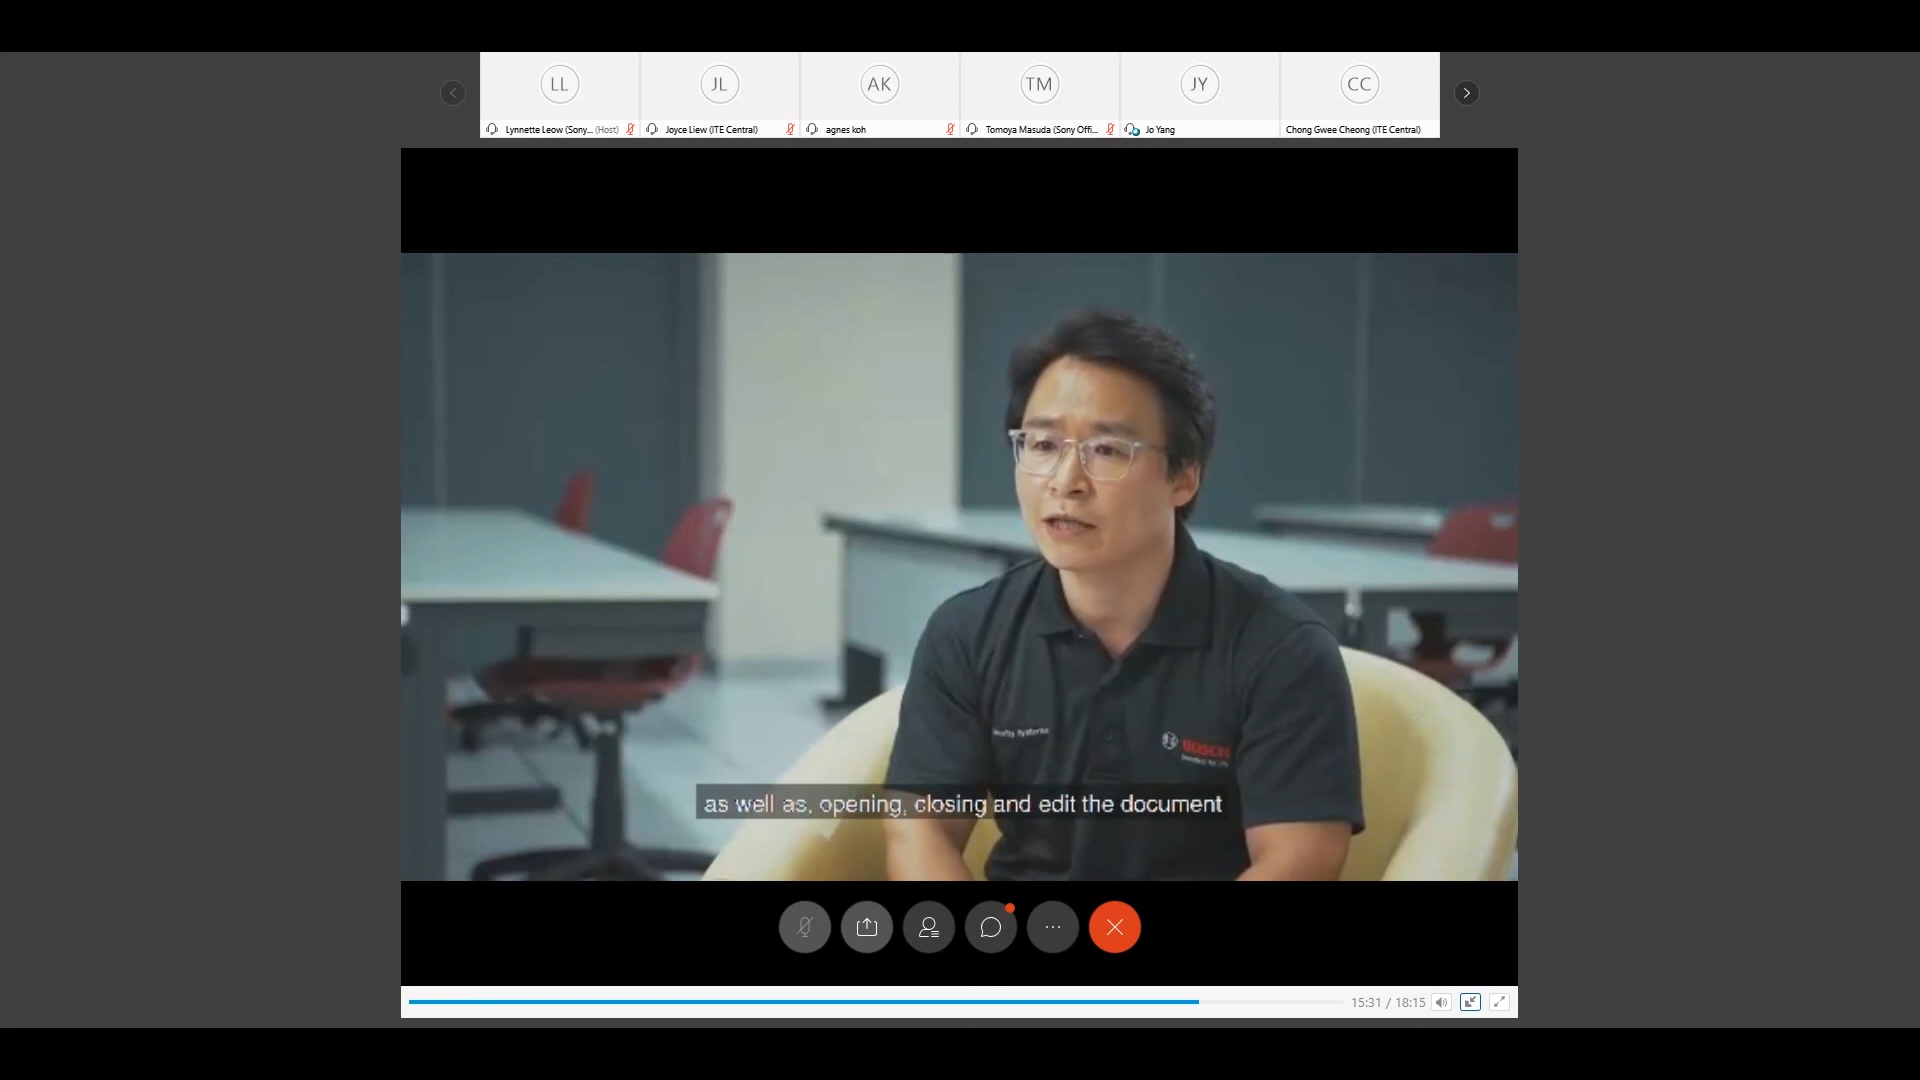 LL
JL
AK
TM
JY
CC
Lynnette Leow (Sony... (Host)
Joyce Liew (ITE Central)
agnes koh
Tomoya Masuda (Sony Offi...
Jo Yang
Chong Gwee Cheong (ITE Central)
BOSCH
as well as, opening, closing and edit the document
15:31 / 18:15